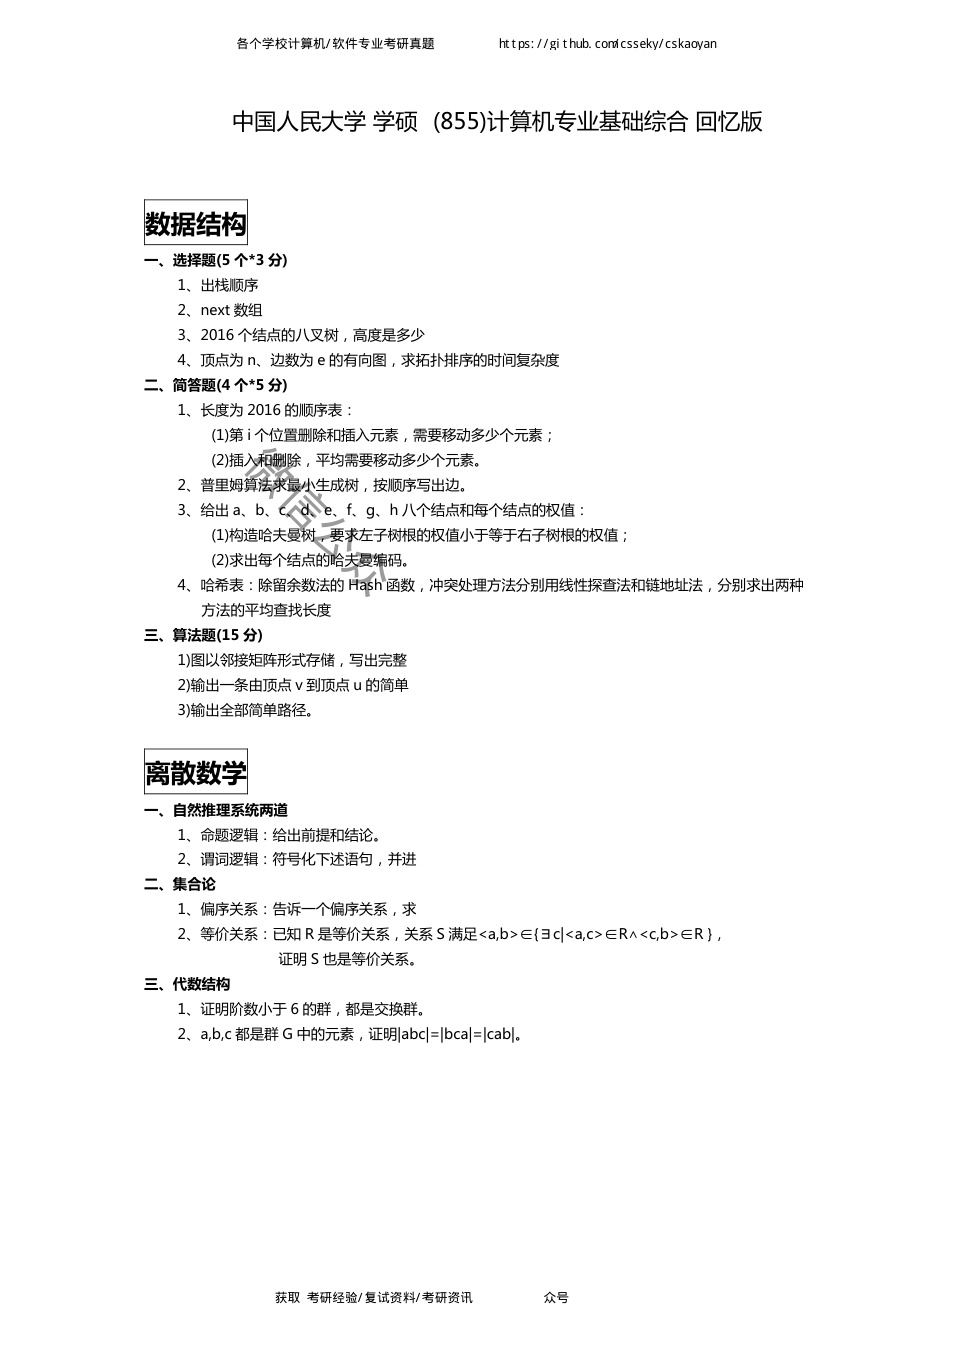 各个学校计算机/软件专业考研真题 https://github.com/csseky/cskaoyan
中国人民大学 学硕 (855)计算机专业基础综合 回忆版
数据结构
一、选择题(5 个*3 分)
1、出栈顺序
2、next 数组
3、2016 个结点的八叉树，高度是多少
4、顶点为 n、边数为 e 的有向图，求拓扑排序的时间复杂度
二、简答题(4 个*5 分)
1、长度为 2016 的顺序表：
(1)第 i 个位置删除和插入元素，需要移动多少个元素；
(2)插入和删除，平均需要移动多少个元素。
2、普里姆算法求最小生成树，按顺序写出边。
3、给出 a、b、c、d、e、f、g、h 八个结点和每个结点的权值：
(1)构造哈夫曼树，要求左子树根的权值小于等于右子树根的权值；
(2)求出每个结点的哈夫曼编码。
4、哈希表：除留余数法的 Hash 函数，冲突处理方法分别用线性探查法和链地址法，分别求出两种
方法的平均查找长度
三、算法题(15 分)
1)图以邻接矩阵形式存储，写出完整
2)输出一条由顶点 v 到顶点 u 的简单
3)输出全部简单路径。
微信公众
离散数学
一、自然推理系统两道
1、命题逻辑：给出前提和结论。
2、谓词逻辑：符号化下述语句，并进
二、集合论
1、偏序关系：告诉一个偏序关系，求
2、等价关系：已知 R 是等价关系，关系 S 满足<a,b>∈{∃c|<a,c>∈R∧<c,b>∈R }，
证明 S 也是等价关系。
三、代数结构
1、证明阶数小于 6 的群，都是交换群。
2、a,b,c 都是群 G 中的元素，证明|abc|=|bca|=|cab|。
获取 考研经验/复试资料/考研资讯 众号